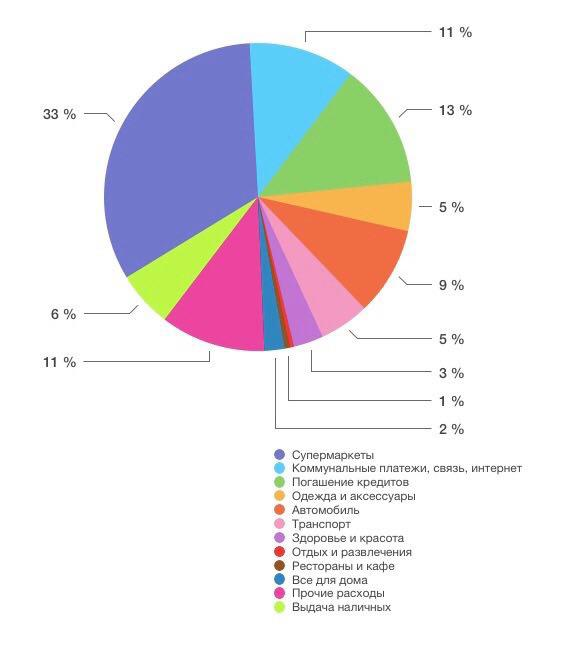 11 %
33 %
13 %
5 %
9 %
6 %
5 %
11 %
3 %
1 %
2 %
Супермаркеты
Коммунальные платежи, связь, интернет
Погашение кредитов
Одежда и аксессуары
Автомобиль
Транспорт
Здоровье и красота
Отдых и развлечения
Рестораны и кафе
Все для дома
Прочие расходы
Выдача наличных